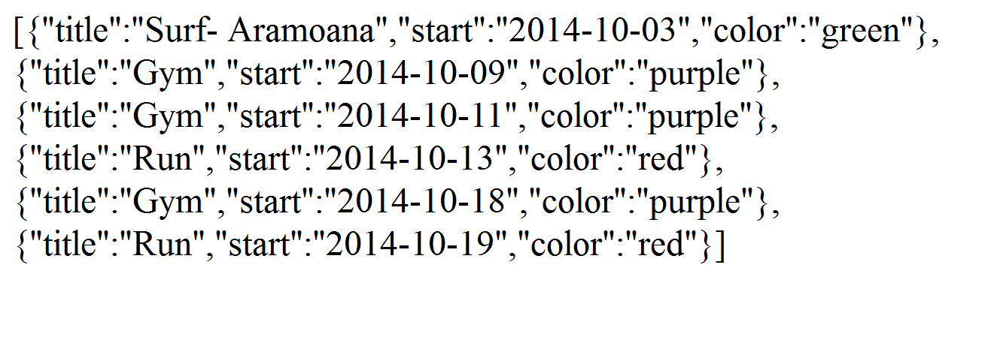 [{"title":"Surf- Aramoana","start":"2014-10-03","color":"green"},
{"title":"Gym","start":"2014-10-09","color":"purple"},
{"title":"Gym","start":"2014-10-11","color":"purple"},
{"title":"Run","start":"2014-10-13","color":"red"},
{"title":"Gym","start":"2014-10-18","color":"purple"},
{"title":"Run","start":"2014-10-19","color":"red"}]